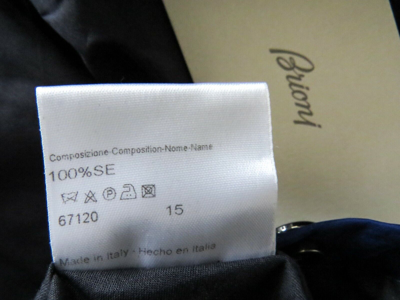 Brioni
Composizione-Composition-Nome-Name
100%SE
67120 15
Made in Italy - Hecho en Italia